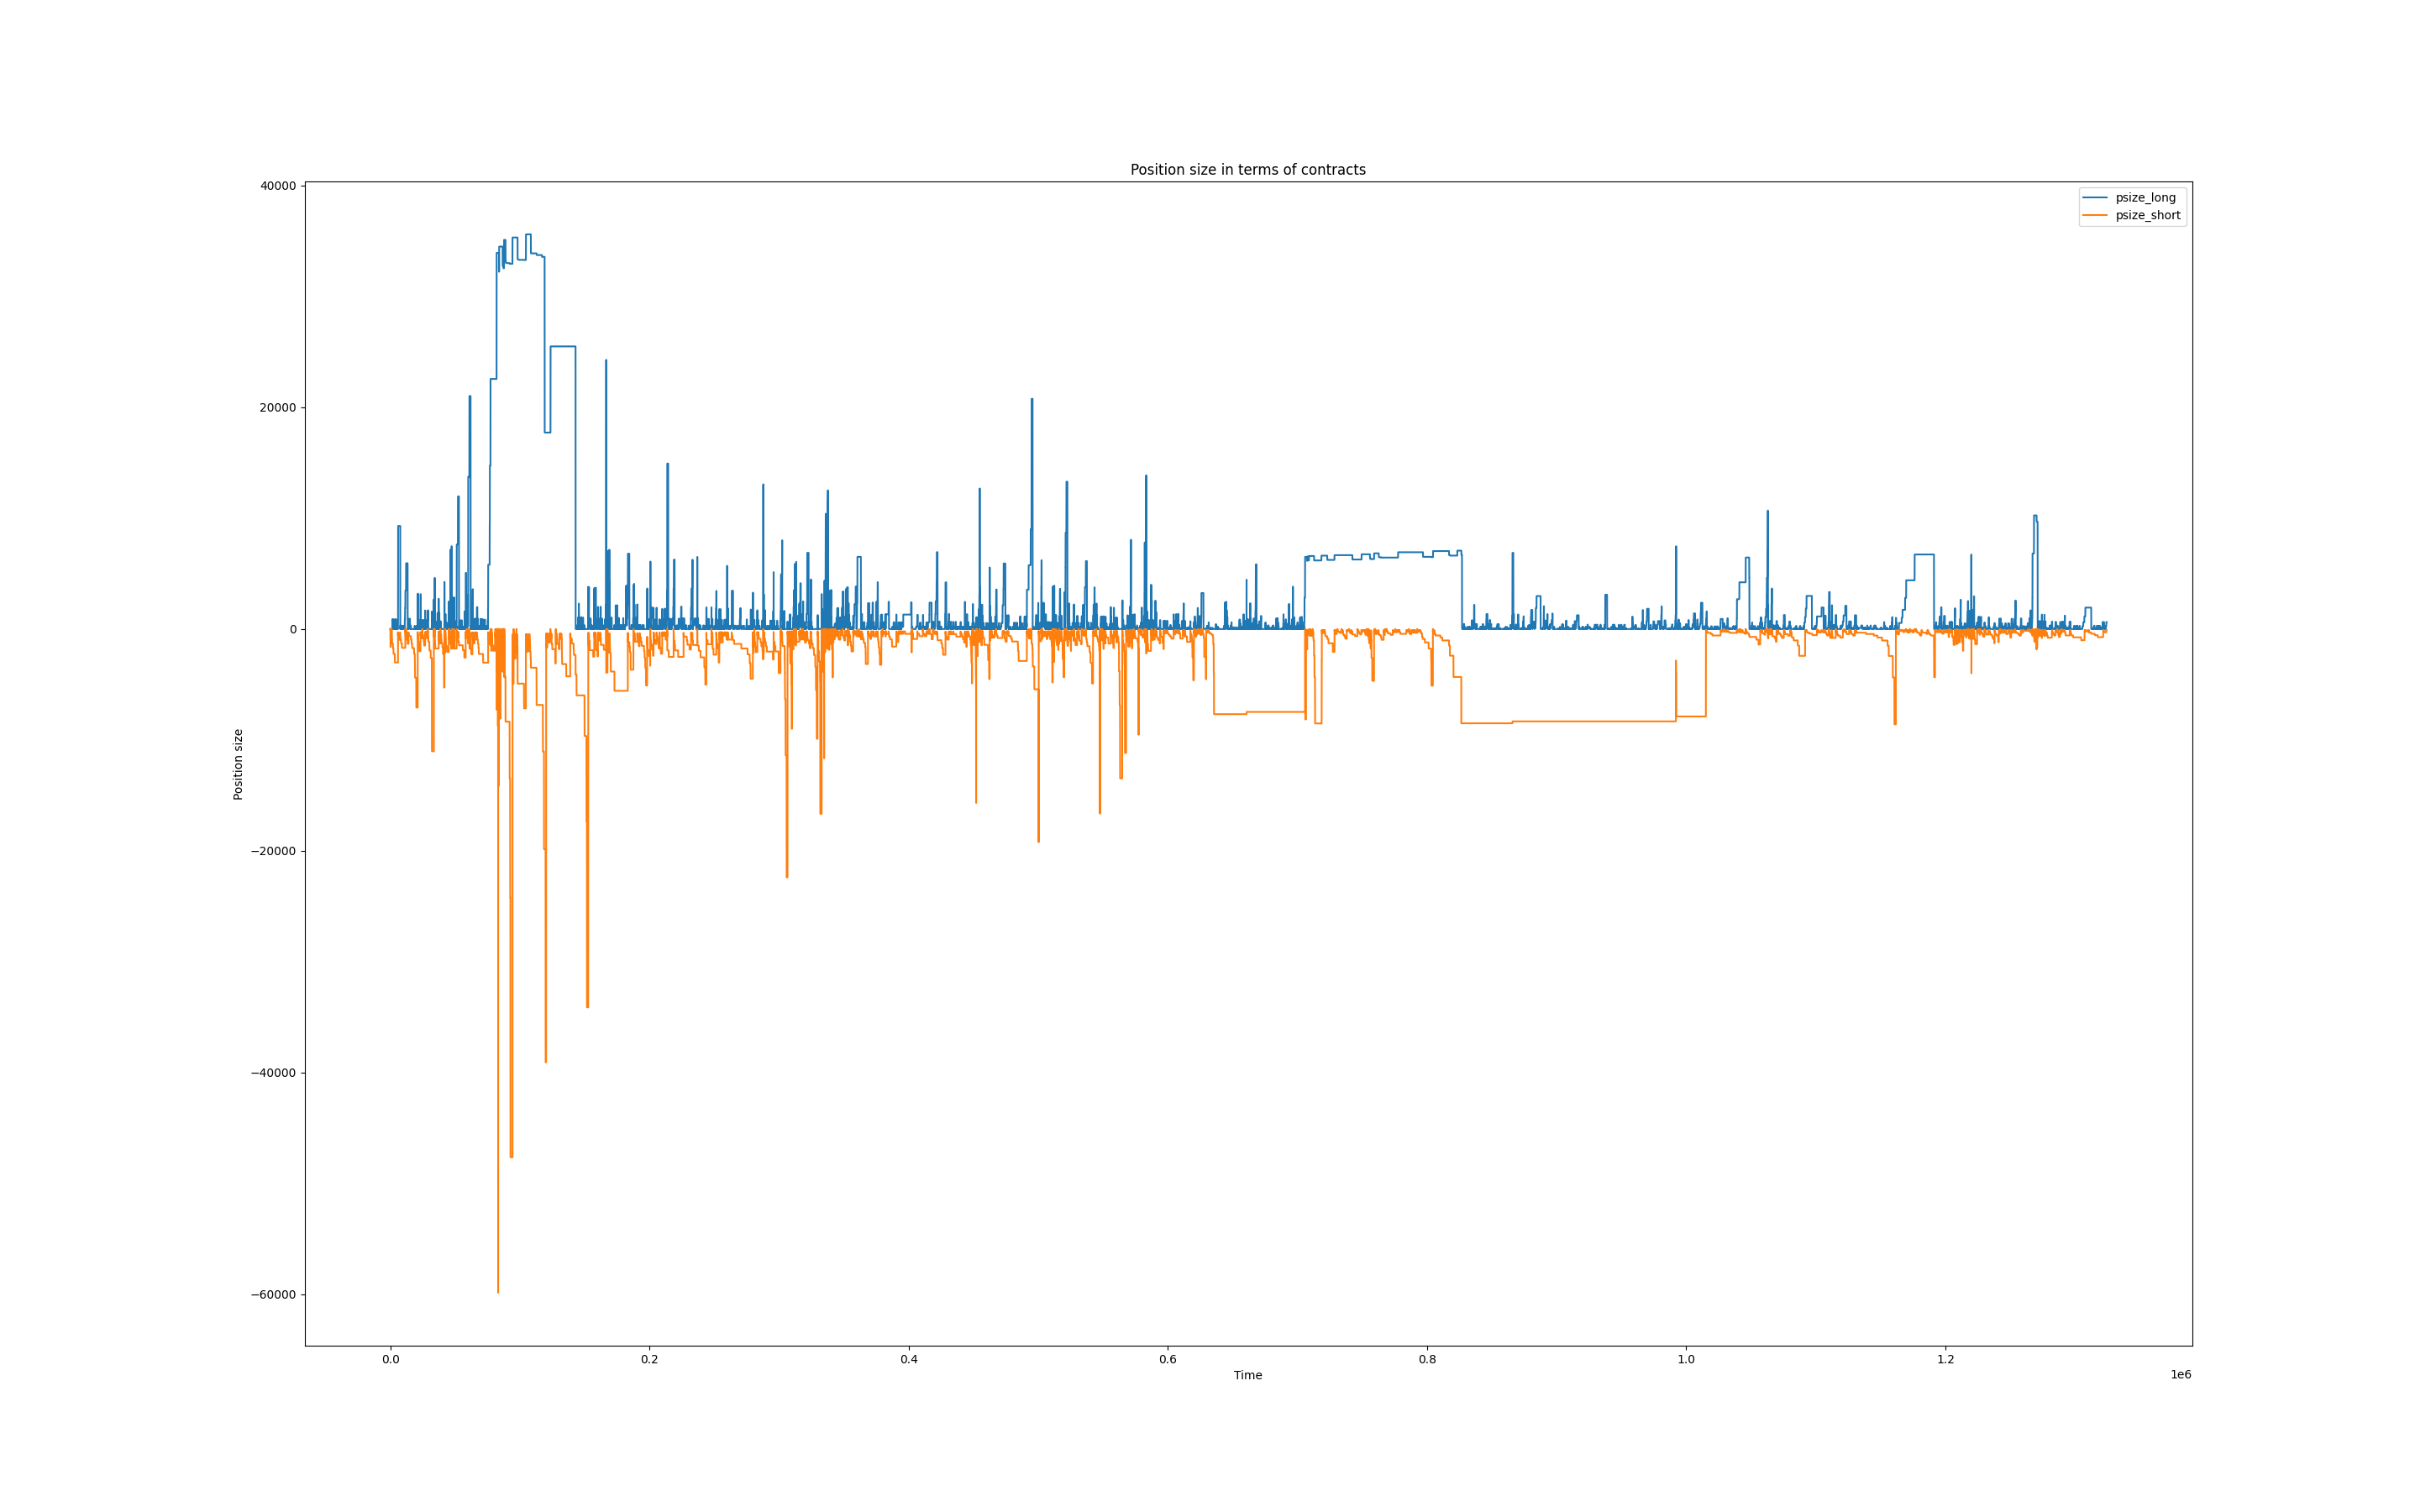 Position size in terms of contracts
psize_long
psize_short
Position size
40000
20000
0
−20000
−40000
−60000
0.0 0.2 0.4 0.6 0.8 1.0 1.2
Time
1e6